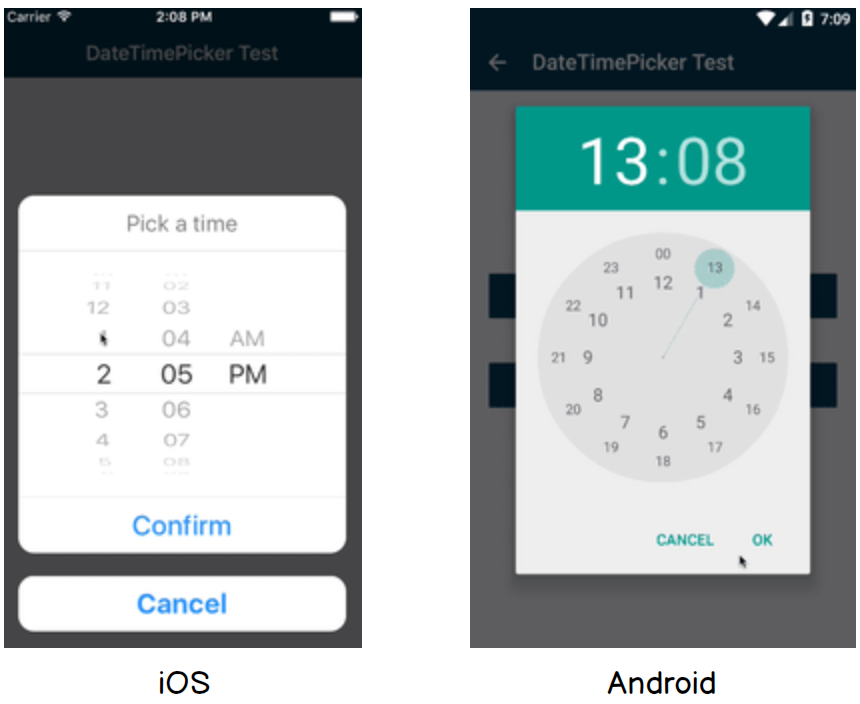 Carrier 2:08 PM
DateTimePicker Test
Pick a time
11 02
12 03
04 AM
2 05 PM
3 06
4 07
5 08
Confirm
Cancel
iOS
7:09
DateTimePicker Test
13:08
00
23 13
12
11 1
22 14
10 2
21 9 3 15
8 4
20 16
7 5
6
19 17
18
CANCEL OK
Android